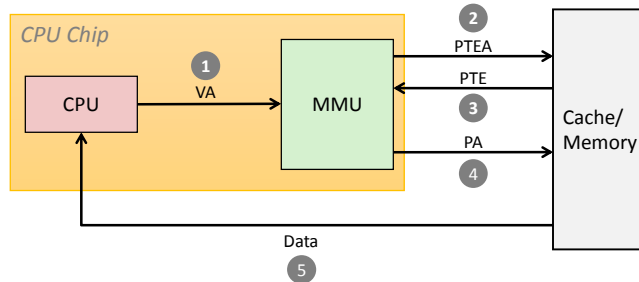 CPU Chip
2
PTEA
1
VA
PTE
3
CPU
MMU
Cache/
Memory
PA
4
Data
5